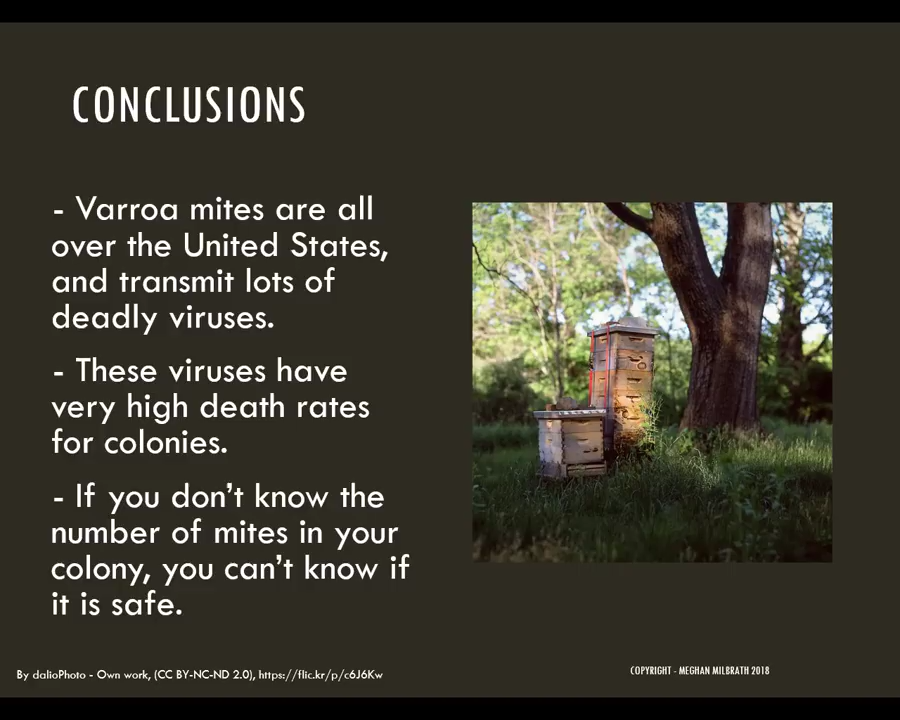 CONCLUSIONS
- Varroa mites are all
over the United States,
and transmit lots of
deadly viruses.
- These viruses have
very high death rates
for colonies.
- If you don’t know the
number of mites in your
colony, you can’t know if
it is safe.
By dalioPhoto - Own work, (CC BY-NC-ND 2.0), https://flic.kr/p/c6J6Kw
COPYRIGHT - MEGHAN MILBRATH 2018